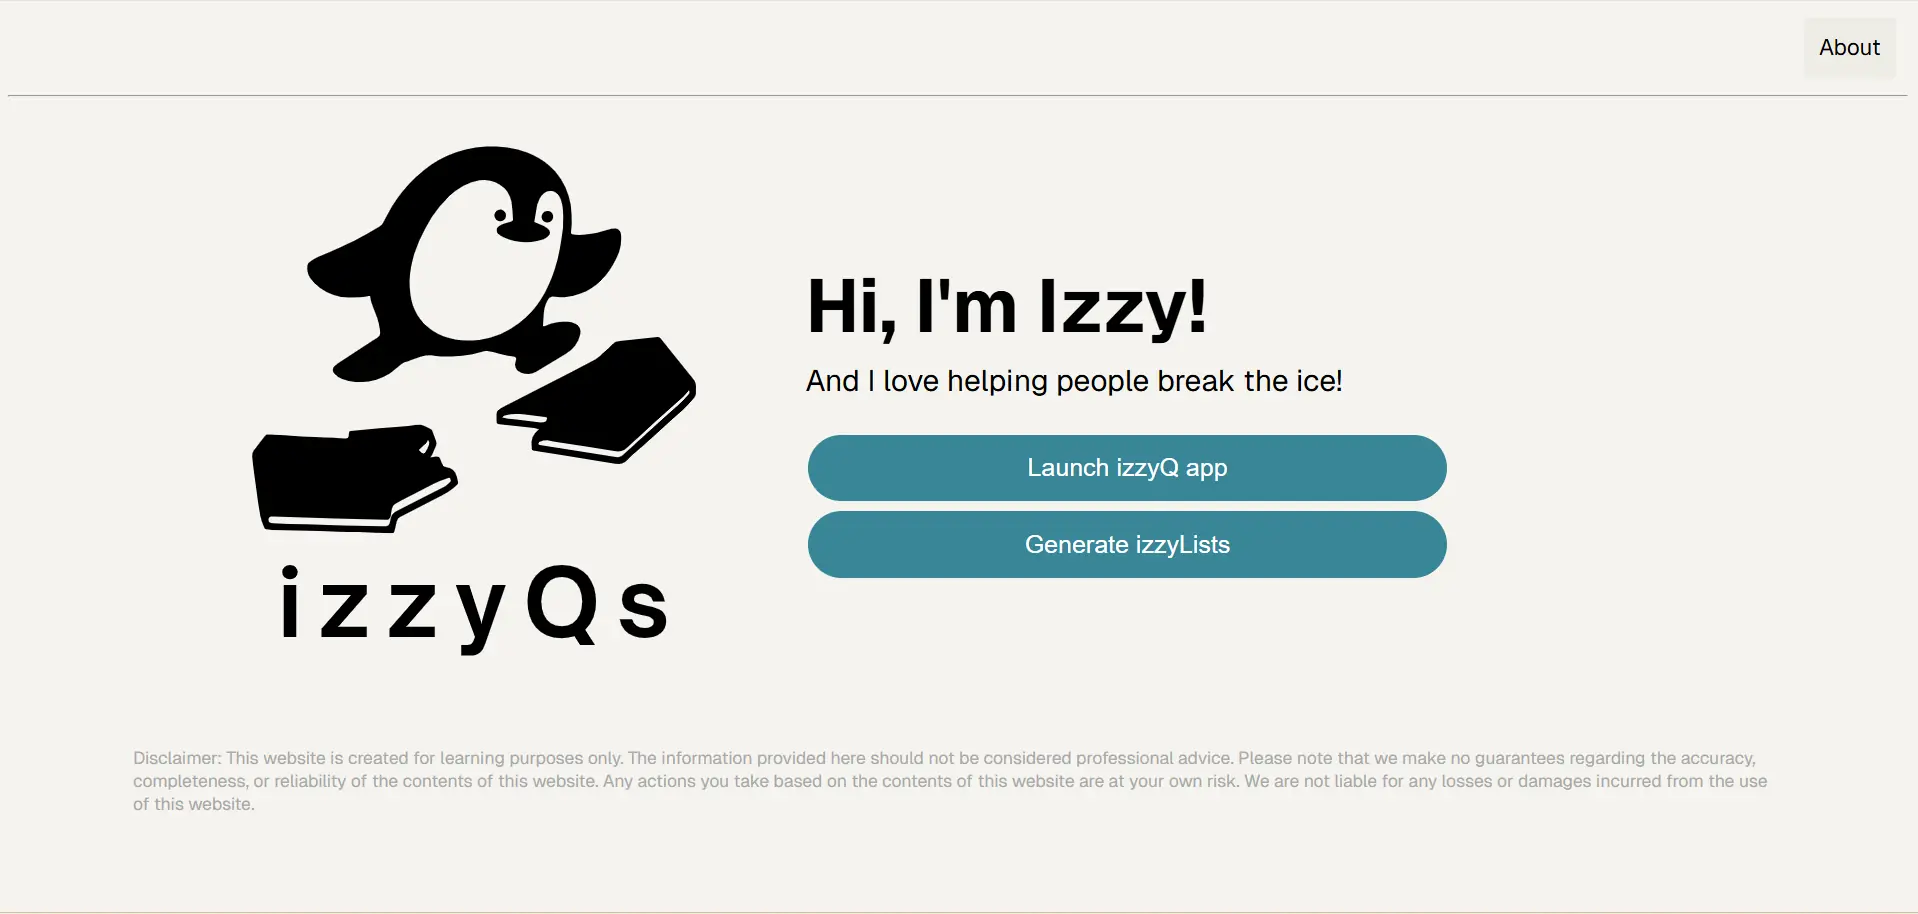 About
Hi, I'm Izzy!
And I love helping people break the ice!
Launch izzyQ app
Generate izzyLists
izzyQs
Disclaimer: This website is created for learning purposes only. The information provided here should not be considered professional advice. Please note that we make no guarantees regarding the accuracy,
completeness, or reliability of the contents of this website. Any actions you take based on the contents of this website are at your own risk. We are not liable for any losses or damages incurred from the use
of this website.